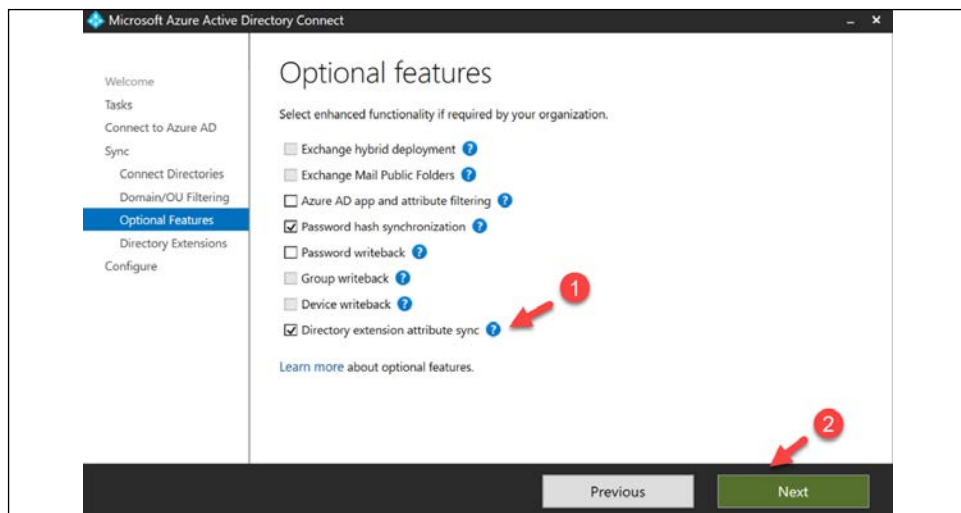 Microsoft Azure Active Directory Connect
Welcome
Tasks
Connect to Azure AD
Sync
Connect Directories
Domain/OU Filtering
Optional Features
Directory Extensions
Configure
Optional features
Select enhanced functionality if required by your organization.
Exchange hybrid deployment ?
Exchange Mail Public Folders ?
Azure AD app and attribute filtering ?
Password hash synchronization ?
Password writeback ?
Group writeback ?
Device writeback ?
Directory extension attribute sync ?
1
Learn more about optional features.
2
Previous
Next